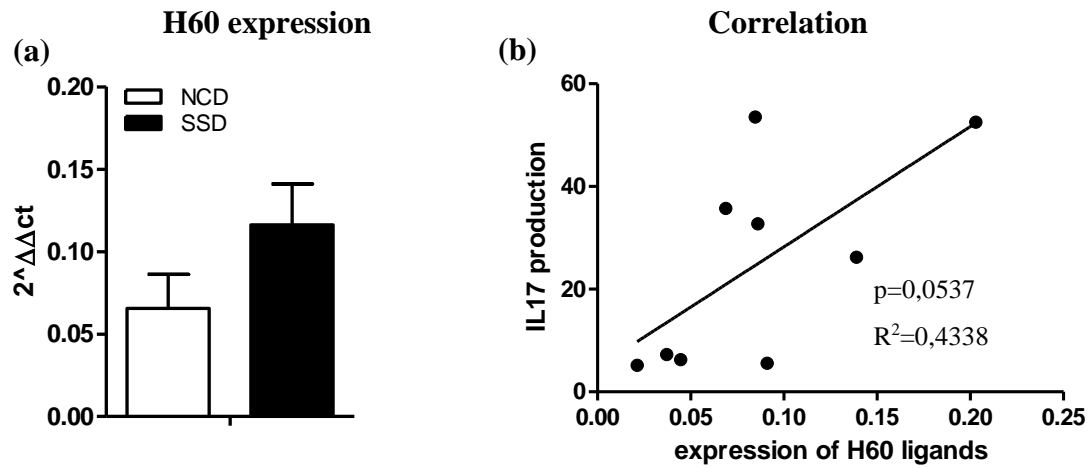 H60 expression
(a)
0.20
0.15
0.10
0.05
0.00
2^ΔΔct
NCD
SSD
Correlation
(b)
60
40
20
0
IL17 production
p=0,0537
R²=0,4338
0.00 0.05 0.10 0.15 0.20 0.25
expression of H60 ligands